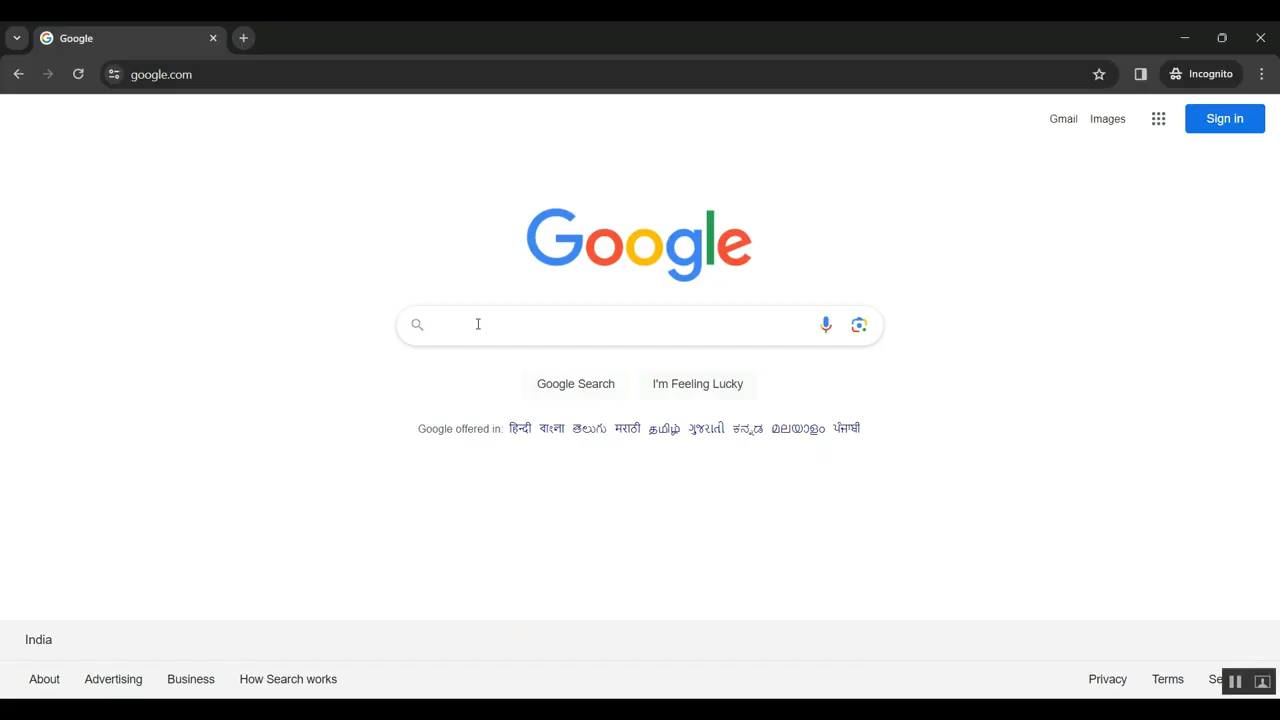 Google
google.com
Incognito
Gmail Images Sign in
Google
Google Search I'm Feeling Lucky
Google offered in: हिन्दी বাংলা తెలుగు मराठी தமிழ் ગુજરાતી ಕನ್ನಡ മലയാളം ਪੰਜਾਬੀ
India
About Advertising Business How Search works Privacy Terms Se